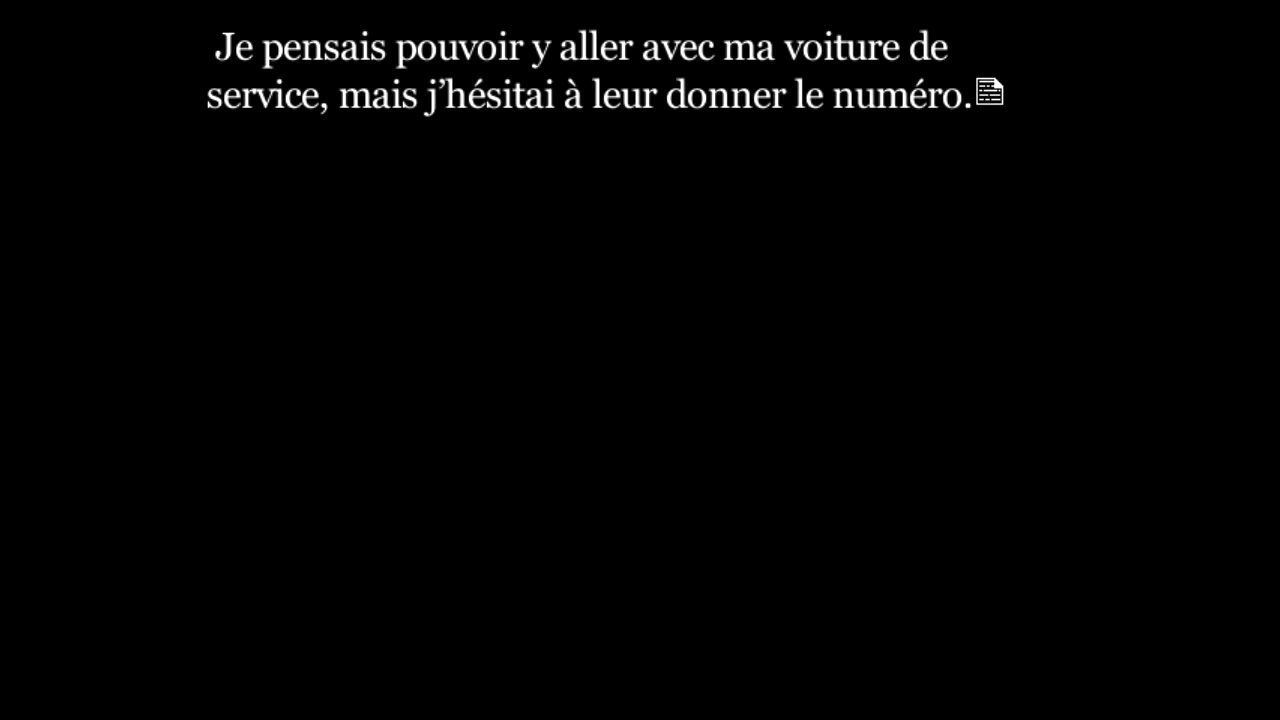 Je pensais pouvoir y aller avec ma voiture de
service, mais j’hésitai à leur donner le numéro.